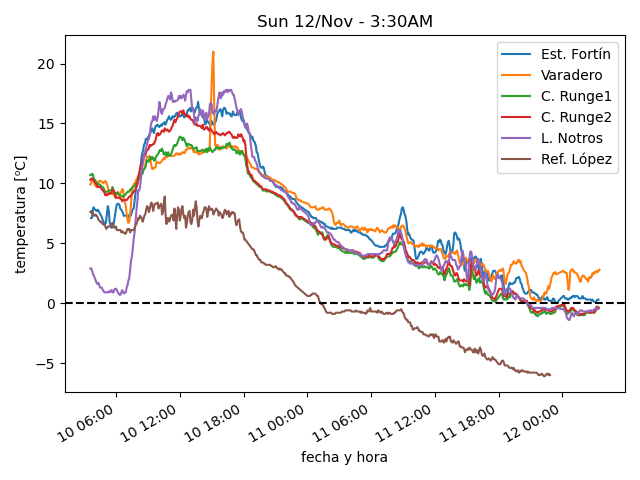 Sun 12/Nov - 3:30AM
temperatura [ºC]
20
15
10
5
0
−5
Est. Fortín
Varadero
C. Runge1
C. Runge2
L. Notros
Ref. López
10 06:00
10 12:00
10 18:00
11 00:00
11 06:00
11 12:00
11 18:00
12 00:00
fecha y hora